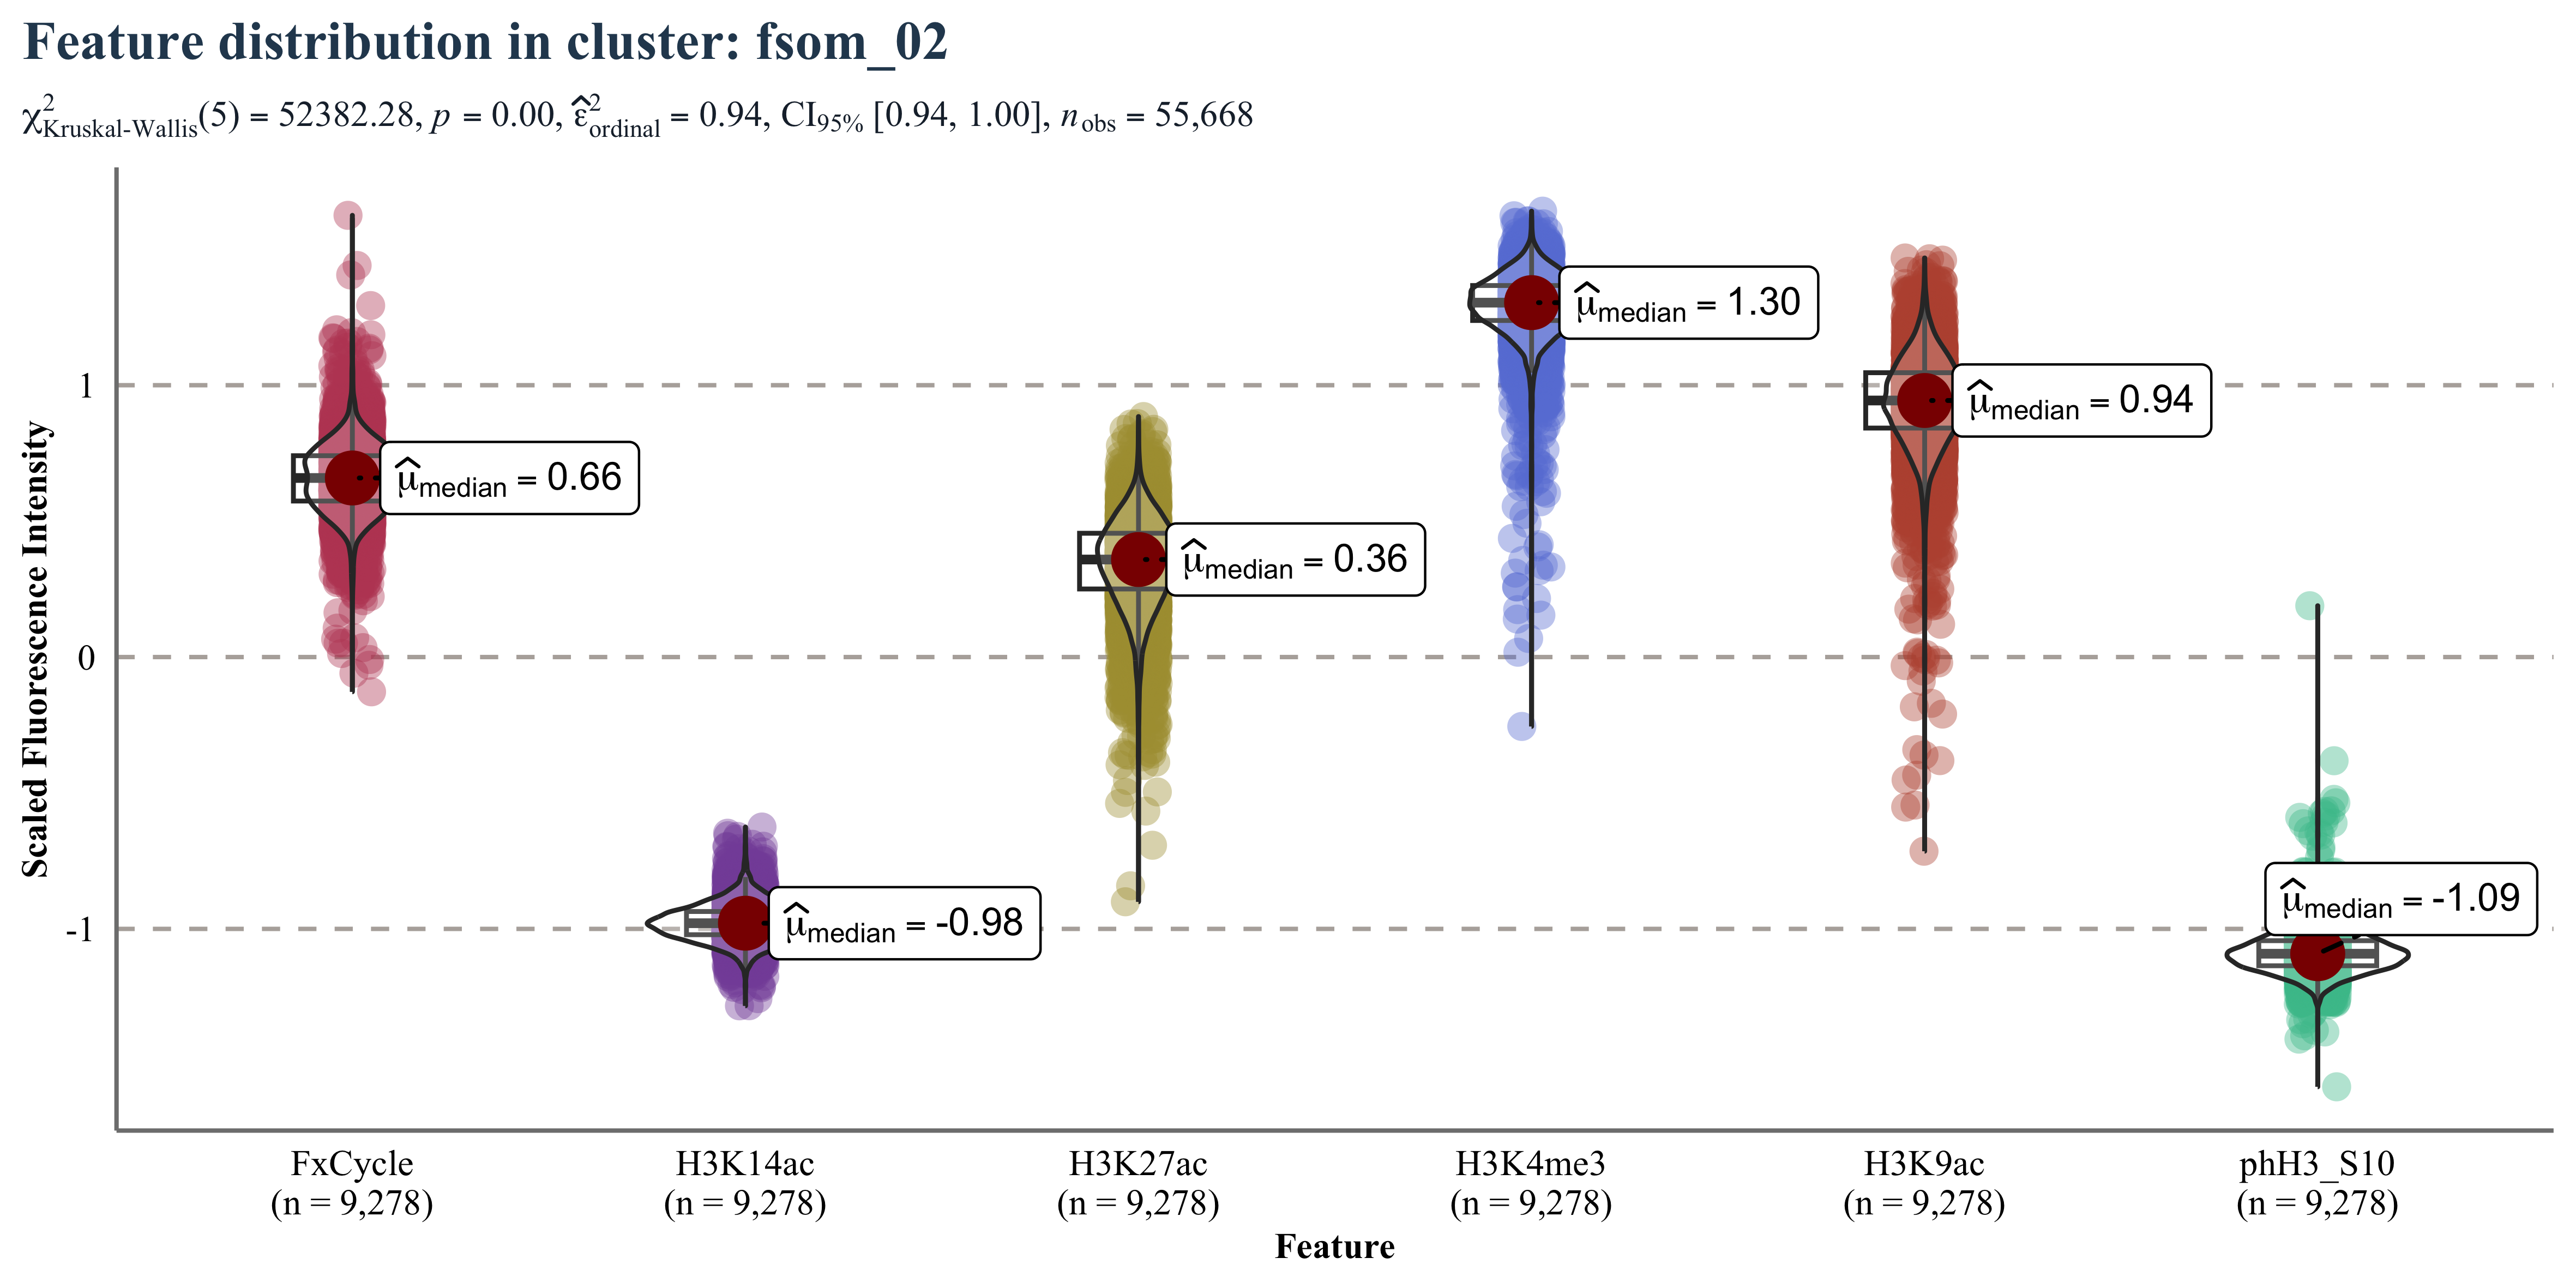 Feature distribution in cluster: fsom_02
χ²Kruskal-Wallis(5) = 52382.28, p = 0.00, ε̂²ordinal = 0.94, CI95% [0.94, 1.00], nobs = 55,668
Scaled Fluorescence Intensity
1
0
-1
μ̂median = 0.66
μ̂median = -0.98
μ̂median = 0.36
μ̂median = 1.30
μ̂median = 0.94
μ̂median = -1.09
FxCycle
(n = 9,278)
H3K14ac
(n = 9,278)
H3K27ac
(n = 9,278)
H3K4me3
(n = 9,278)
H3K9ac
(n = 9,278)
phH3_S10
(n = 9,278)
Feature